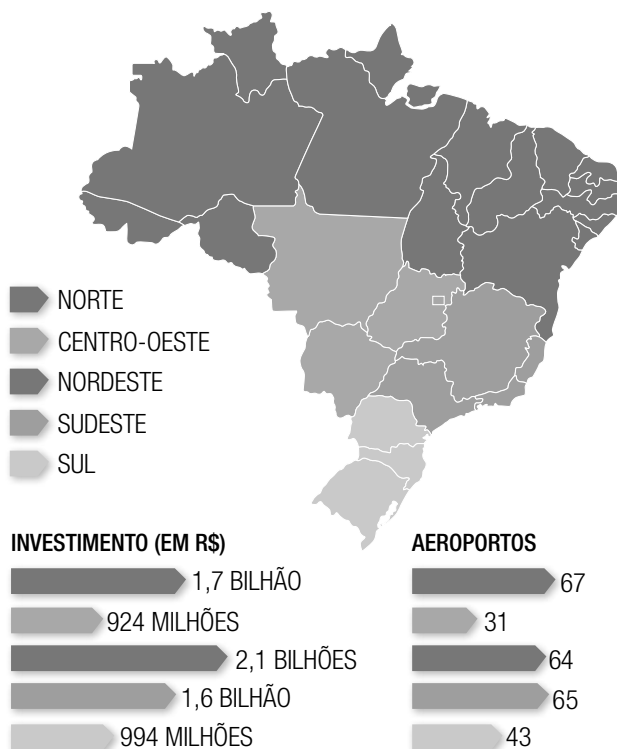 NORTE
CENTRO-OESTE
NORDESTE
SUDESTE
SUL
INVESTIMENTO (EM R$)
1,7 BILHÃO
924 MILHÕES
2,1 BILHÕES
1,6 BILHÃO
994 MILHÕES
AEROPORTOS
67
31
64
65
43